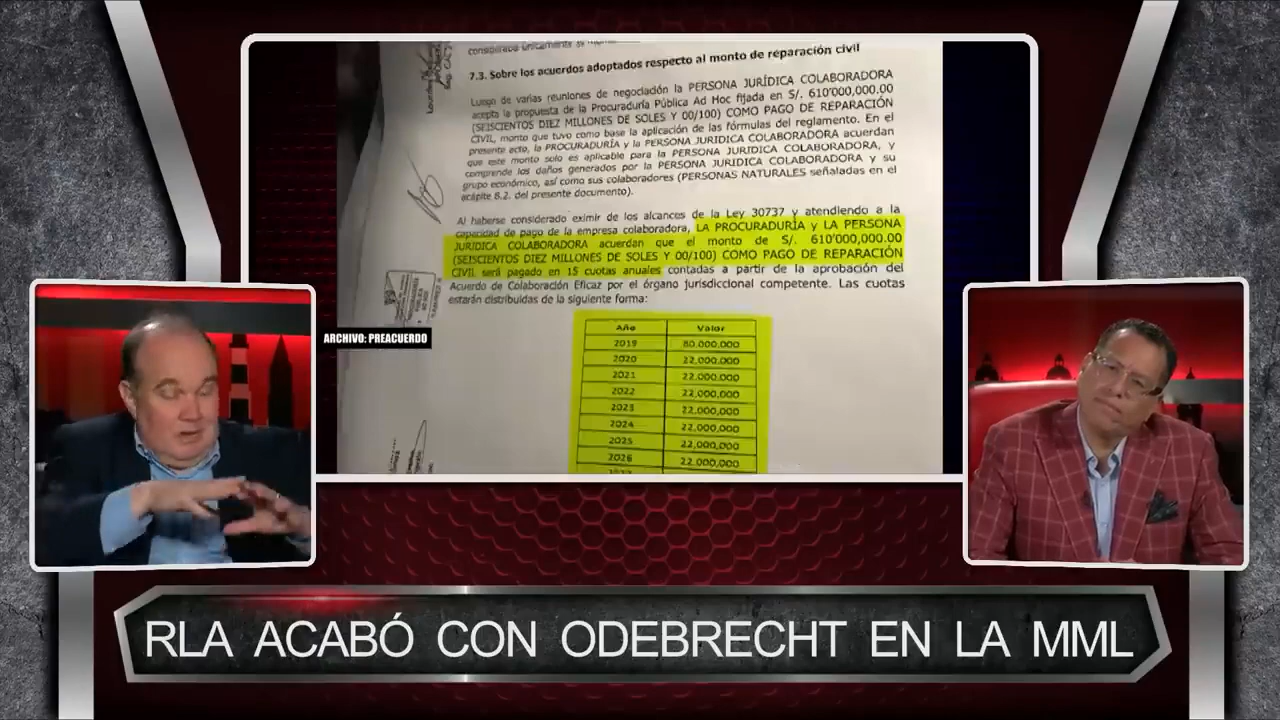 7.3. Sobre los acuerdos adoptados respecto al monto de reparación civil
Luego de varias reuniones de negociación la PERSONA JURÍDICA COLABORADORA
acepta la propuesta de la Procuraduría Pública Ad Hoc fijada en S/. 610'000,000.00
(SEISCIENTOS DIEZ MILLONES DE SOLES Y 00/100) COMO PAGO DE REPARACIÓN
CIVIL, monto que tuvo como base la aplicación de las fórmulas del reglamento. En el
presente acto, la PROCURADURÍA y la PERSONA JURIDICA COLABORADORA acuerdan
que este monto solo es aplicable para la PERSONA JURIDICA COLABORADORA, y
comprende los daños generados por la PERSONA JURIDICA COLABORADORA y su
grupo económico, así como sus colaboradores (PERSONAS NATURALES señaladas en el
acápite 8.2. del presente documento).
Al haberse considerado eximir de los alcances de la Ley 30737 y atendiendo a la
capacidad de pago de la empresa colaboradora, LA PROCURADURÍA y LA PERSONA
JURIDICA COLABORADORA acuerdan que el monto de S/. 610'000,000.00
(SEISCIENTOS DIEZ MILLONES DE SOLES Y 00/100) COMO PAGO DE REPARACIÓN
CIVIL será pagado en 15 cuotas anuales contadas a partir de la aprobación del
Acuerdo de Colaboración Eficaz por el órgano jurisdiccional competente. Las cuotas
estarán distribuidas de la siguiente forma:
Año Valor
2019 80.000,000
2020 22,000,000
2021 22.000,000
2022 22,000,000
2023 22,000,000
2024 22,000,000
2025 22,000,000
2026 22.000,000
ARCHIVO: PREACUERDO
RLA ACABÓ CON ODEBRECHT EN LA MML